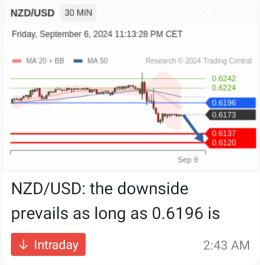 NZD/USD 30 MIN
Friday, September 6, 2024 11:13:28 PM CET
MA 20 + BB MA 50 Research © 2024 Trading Central
0.6242
0.6224
0.6196
0.6173
0.6137
0.6120
Sep 9
NZD/USD: the downside
prevails as long as 0.6196 is
↓ Intraday 2:43 AM